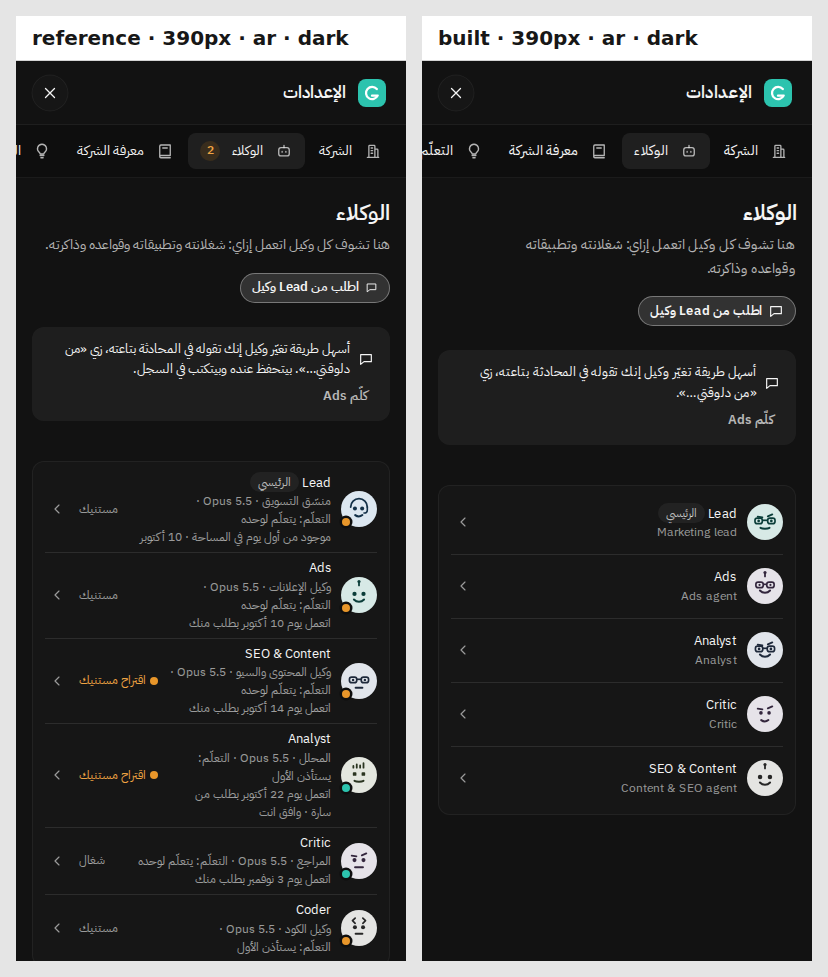 reference · 390px · ar · dark
الإعدادات
الشركة
الوكلاء
2
معرفة الشركة
الوكلاء
هنا تشوف كل وكيل اتعمل إزاي: شغلانته وتطبيقاته وقواعده وذاكرته.
اطلب من Lead وكيل
أسهل طريقة تغيّر وكيل إنك تقوله في المحادثة بتاعته، زي «من
دلوقتي…». بيتحفظ عنده وبيتكتب في السجل.
كلّم Ads
Lead الرئيسي
منسّق التسويق · Opus 5.5 ·
التعلّم: يتعلّم لوحده
موجود من أول يوم في المساحة · 10 أكتوبر
مستنيك
Ads
وكيل الإعلانات · Opus 5.5 ·
التعلّم: يتعلّم لوحده
اتعمل يوم 10 أكتوبر بطلب منك
مستنيك
SEO & Content
وكيل المحتوى والسيو · Opus 5.5 ·
التعلّم: يتعلّم لوحده
اتعمل يوم 14 أكتوبر بطلب منك
اقتراح مستنيك
Analyst
المحلل · Opus 5.5 · التعلّم:
يستأذن الأول
اتعمل يوم 22 أكتوبر بطلب من
سارة · وافق انت
اقتراح مستنيك
Critic
المراجع · Opus 5.5 · التعلّم: يتعلّم لوحده
اتعمل يوم 3 نوفمبر بطلب منك
شغال
Coder
وكيل الكود · Opus 5.5 ·
التعلّم: يستأذن الأول
مستنيك
built · 390px · ar · dark
الإعدادات
الشركة
الوكلاء
معرفة الشركة
التعلّم
الوكلاء
هنا تشوف كل وكيل اتعمل إزاي: شغلانته وتطبيقاته
وقواعده وذاكرته.
اطلب من Lead وكيل
أسهل طريقة تغيّر وكيل إنك تقوله في المحادثة بتاعته، زي
«من دلوقتي…».
كلّم Ads
Lead الرئيسي
Marketing lead
Ads
Ads agent
Analyst
Analyst
Critic
Critic
SEO & Content
Content & SEO agent